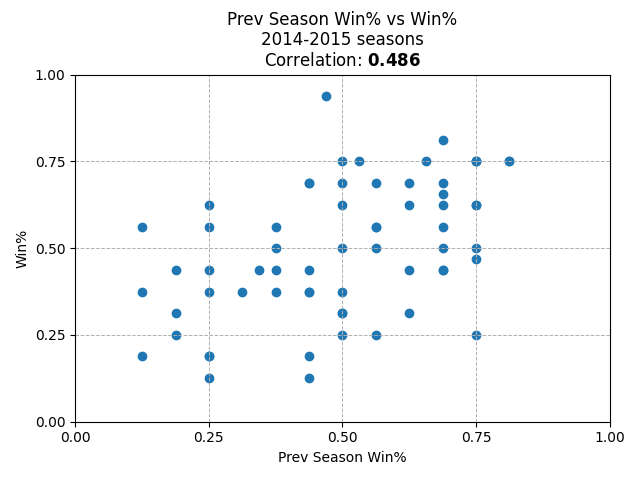 Prev Season Win% vs Win%
2014-2015 seasons
Correlation: 0.486
1.00
0.75
0.50
0.25
0.00
Win%
0.00 0.25 0.50 0.75 1.00
Prev Season Win%